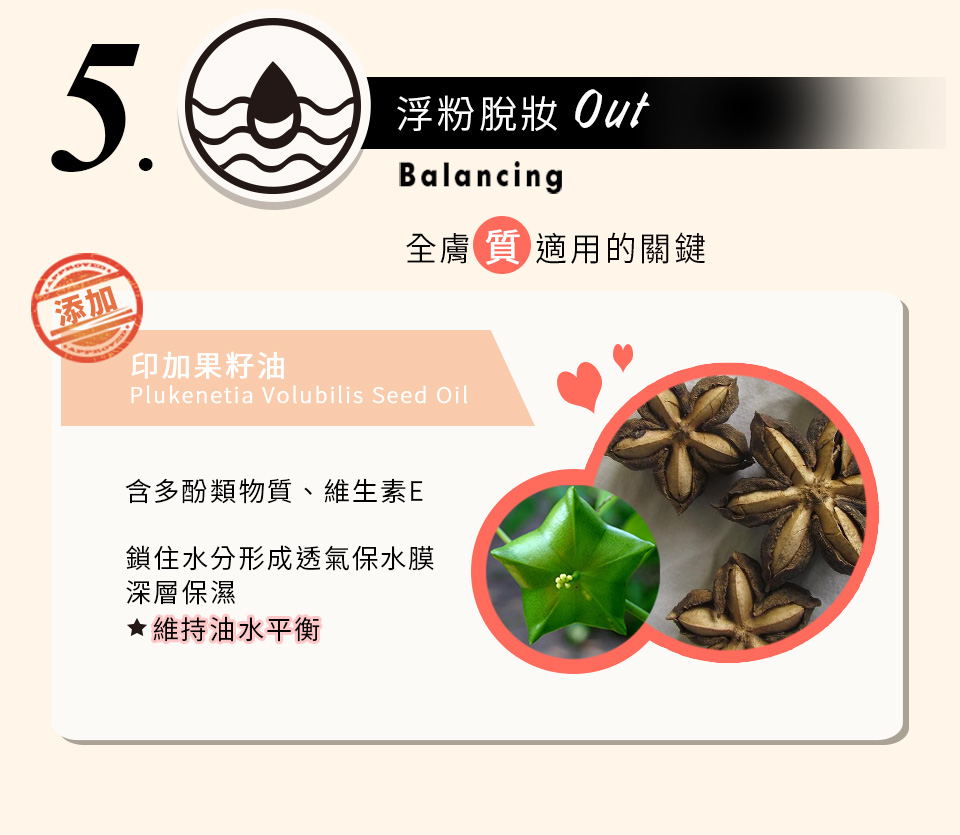 5.
浮粉脫妝 Out
Balancing
全膚質適用的關鍵
APPROVED
添加
APPROVED
印加果籽油
Plukenetia Volubilis Seed Oil
含多酚類物質、維生素E
鎖住水分形成透氣保水膜
深層保濕
★維持油水平衡